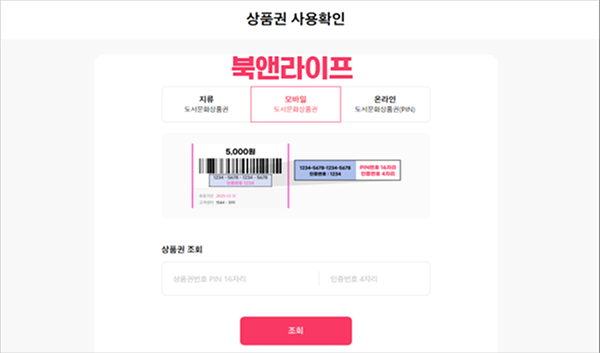 상품권 사용확인
북앤라이프
지류
도서문화상품권
모바일
도서문화상품권
온라인
도서문화상품권(PIN)
5,000원
1234 - 5678 - 1234 - 5678
인증번호 1234
1234-5678-1234-5678
인증번호 : 1234
PIN번호 16자리
인증번호 4자리
상품권 조회
상품권번호 PIN 16자리
인증번호 4자리
조회